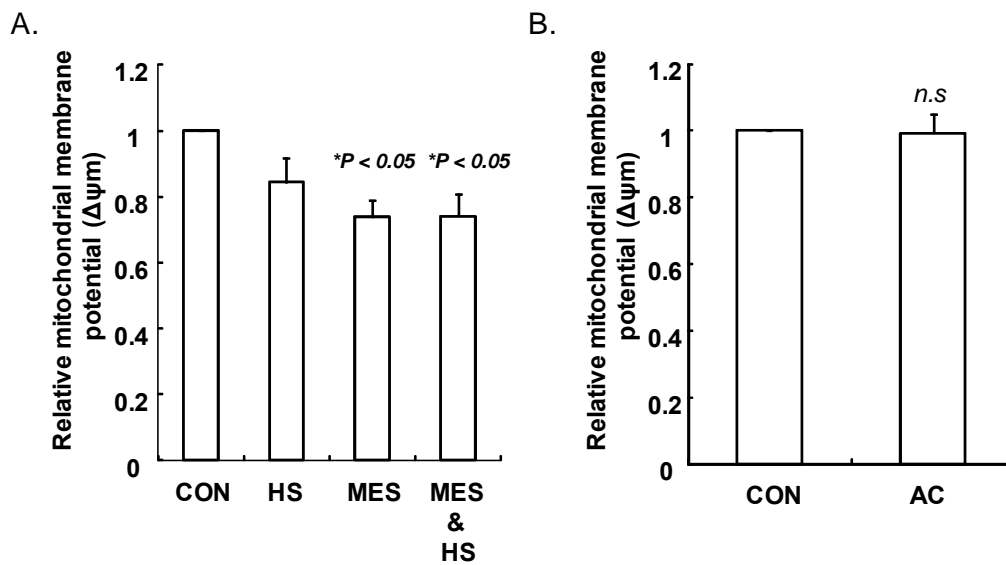 A.
Relative mitochondrial membrane
potential (Δψm)
1.2
1
0.8
0.6
0.4
0.2
0
*P < 0.05 *P < 0.05
CON HS MES MES
&
HS
B.
Relative mitochondrial membrane
potential (Δψm)
1.2
1
0.8
0.6
0.4
0.2
0
n.s
CON AC